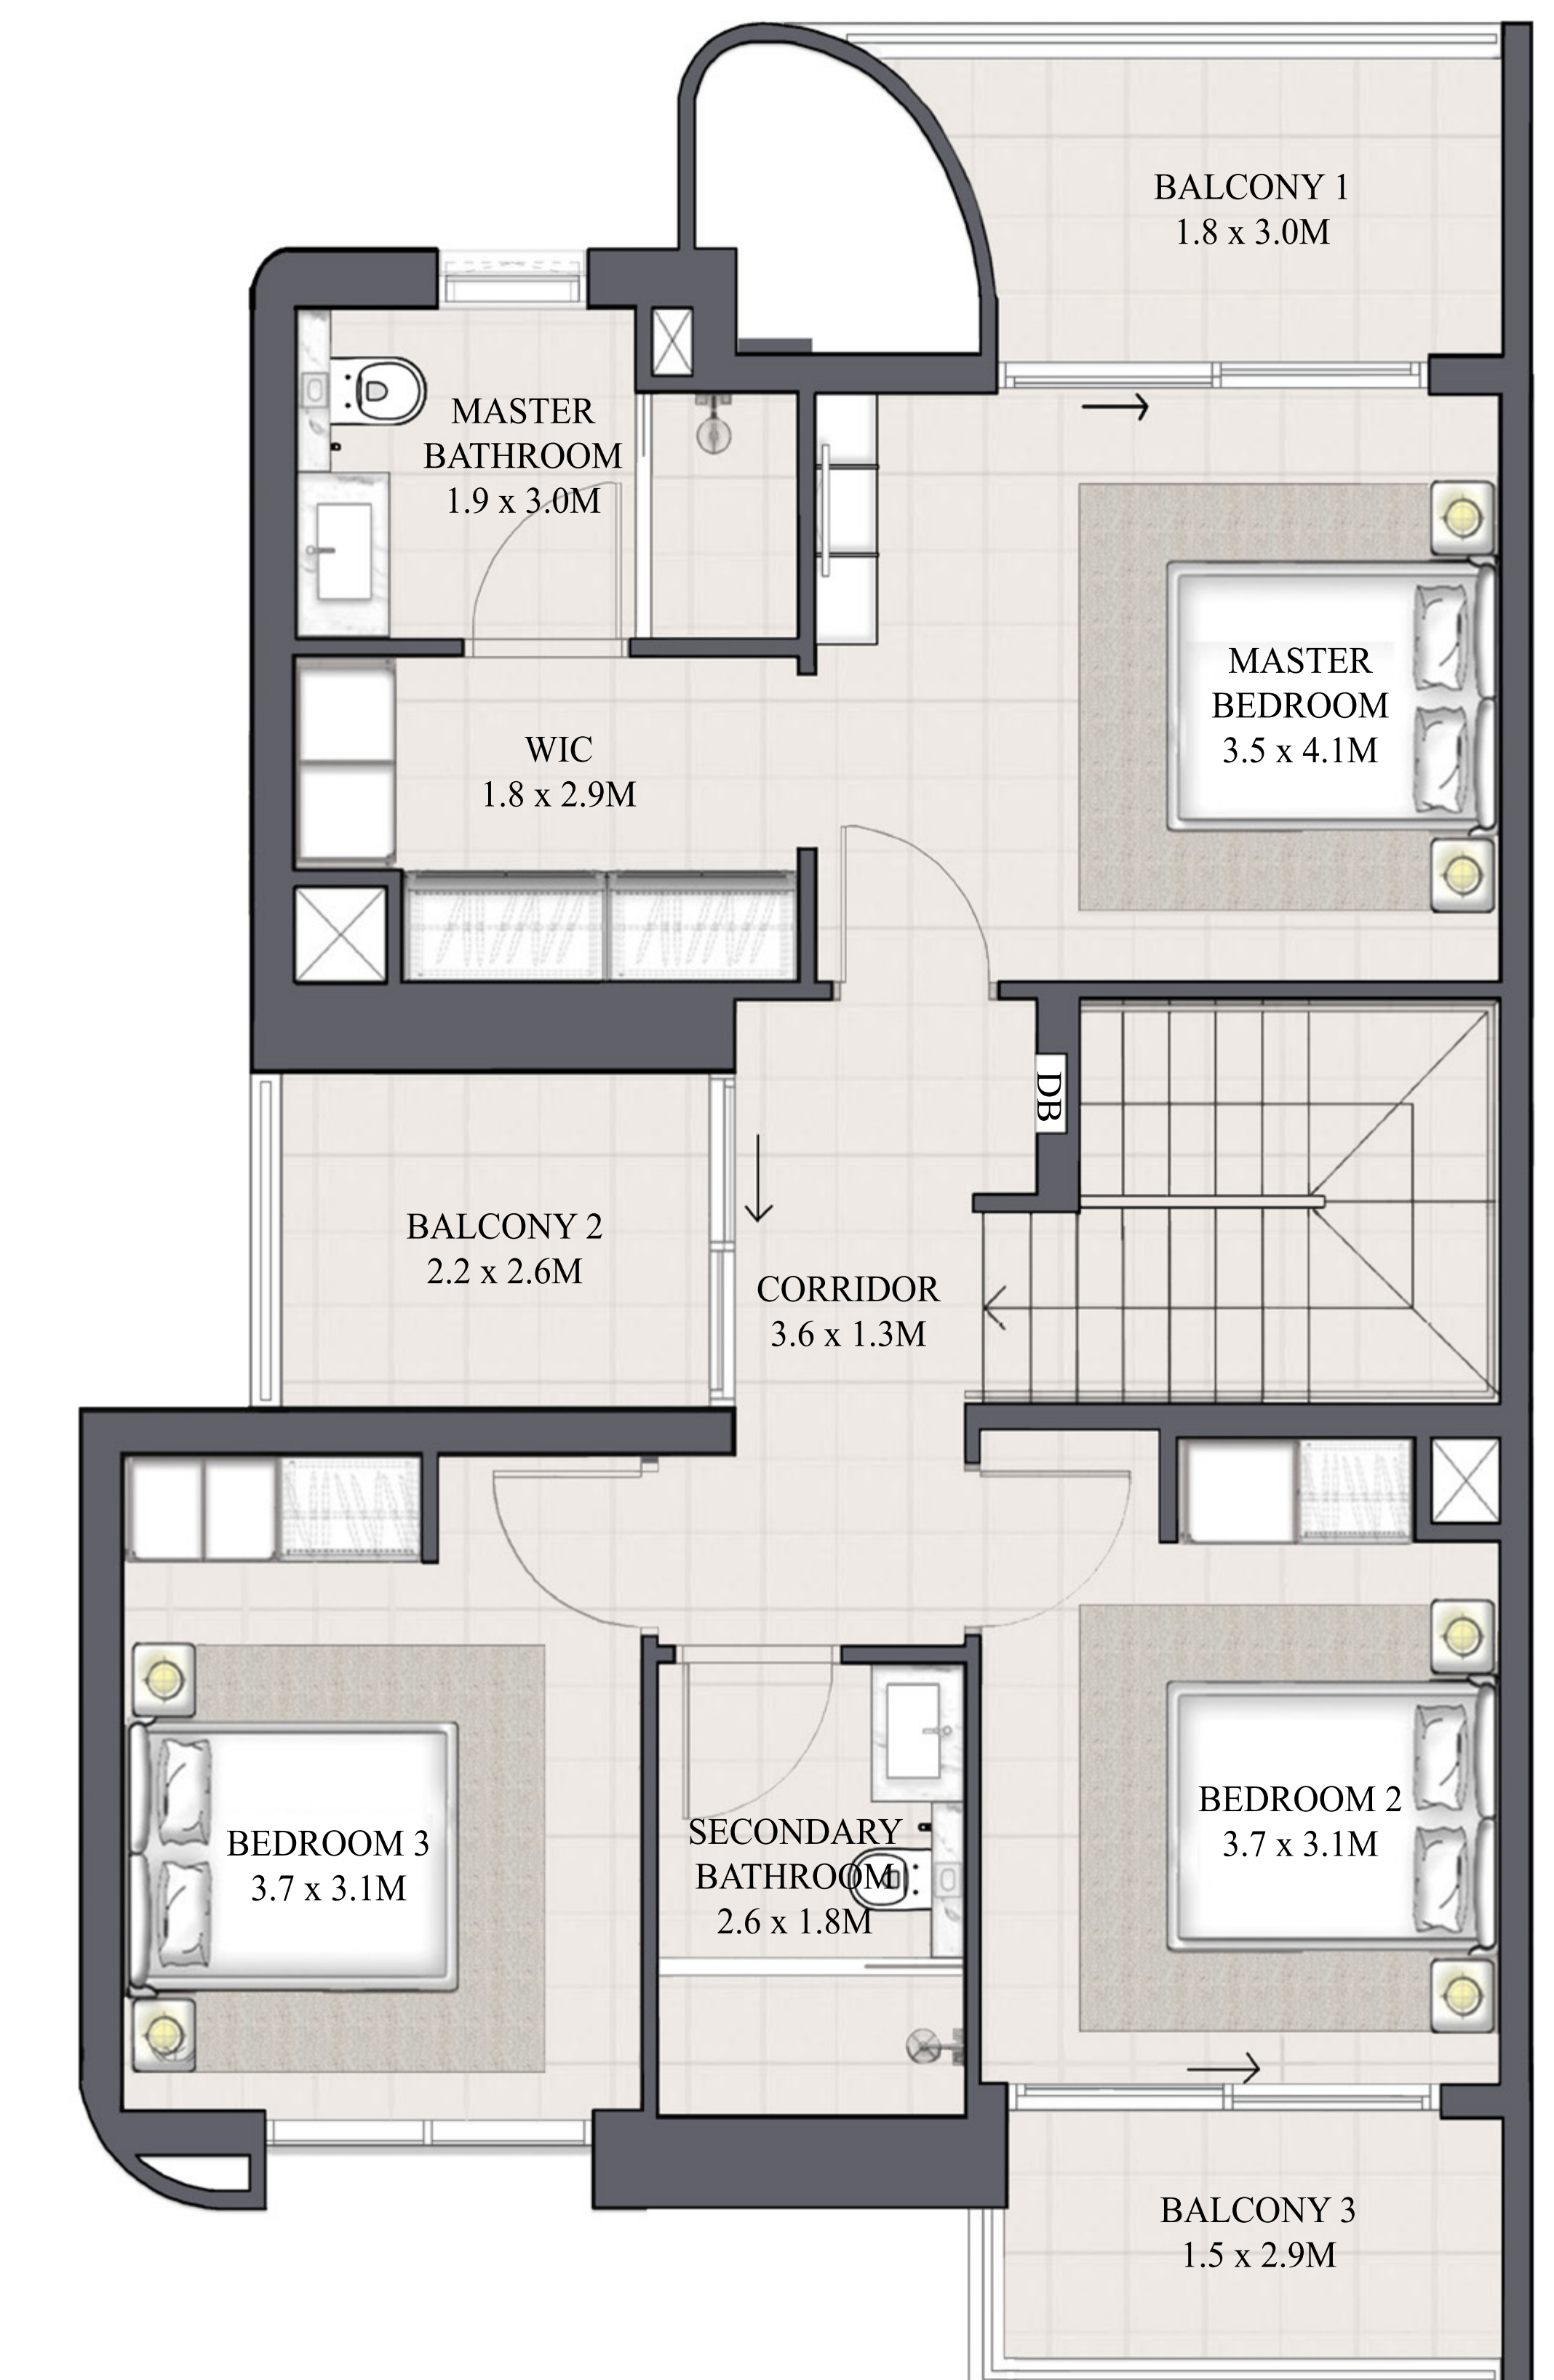 BALCONY 1
1.8 x 3.0M
MASTER
BATHROOM
1.9 x 3.0M
MASTER
BEDROOM
3.5 x 4.1M
WIC
1.8 x 2.9M
DB
BALCONY 2
2.2 x 2.6M
CORRIDOR
3.6 x 1.3M
BEDROOM 3
3.7 x 3.1M
SECONDARY
BATHROOM
2.6 x 1.8M
BEDROOM 2
3.7 x 3.1M
BALCONY 3
1.5 x 2.9M